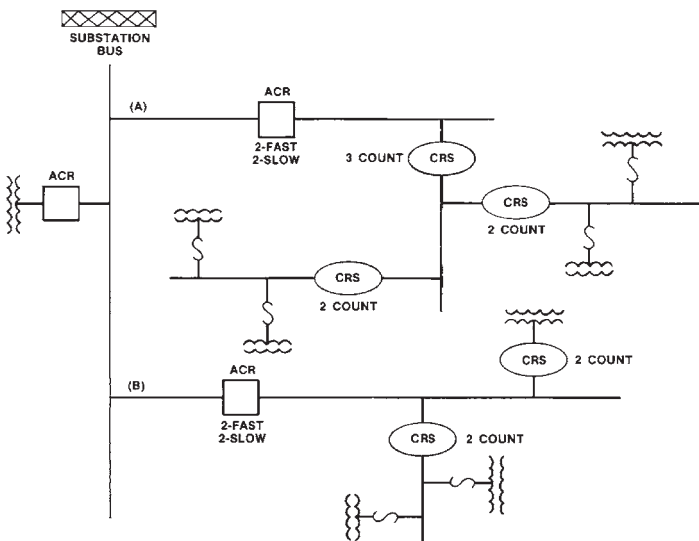 SUBSTATION
BUS
(A)
ACR
2-FAST
2-SLOW
3 COUNT
CRS
ACR
CRS
2 COUNT
CRS
2 COUNT
CRS
2 COUNT
(B)
ACR
2-FAST
2-SLOW
CRS
2 COUNT